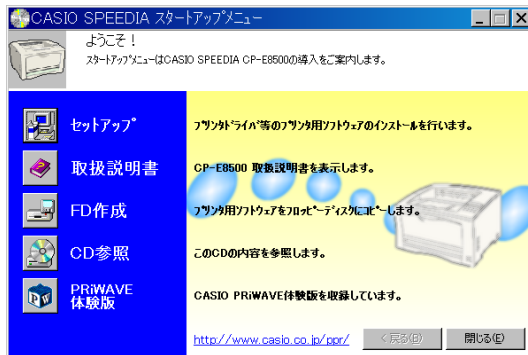 CASIO SPEEDIA スタートアップメニュー
ようこそ！
スタートアップメニューはCASIO SPEEDIA CP-E8500の導入をご案内します。
セットアップ
プリンタドライバ等のプリンタ用ソフトウェアのインストールを行います。
取扱説明書
CP-E8500 取扱説明書を表示します。
FD作成
プリンタ用ソフトウェアをフロッピーディスクにコピーします。
CD参照
このCDの内容を参照します。
PRiWAVE
体験版
CASIO PRiWAVE体験版を収録しています。
http://www.casio.co.jp/ppr/
＜戻る(B)
閉じる(E)